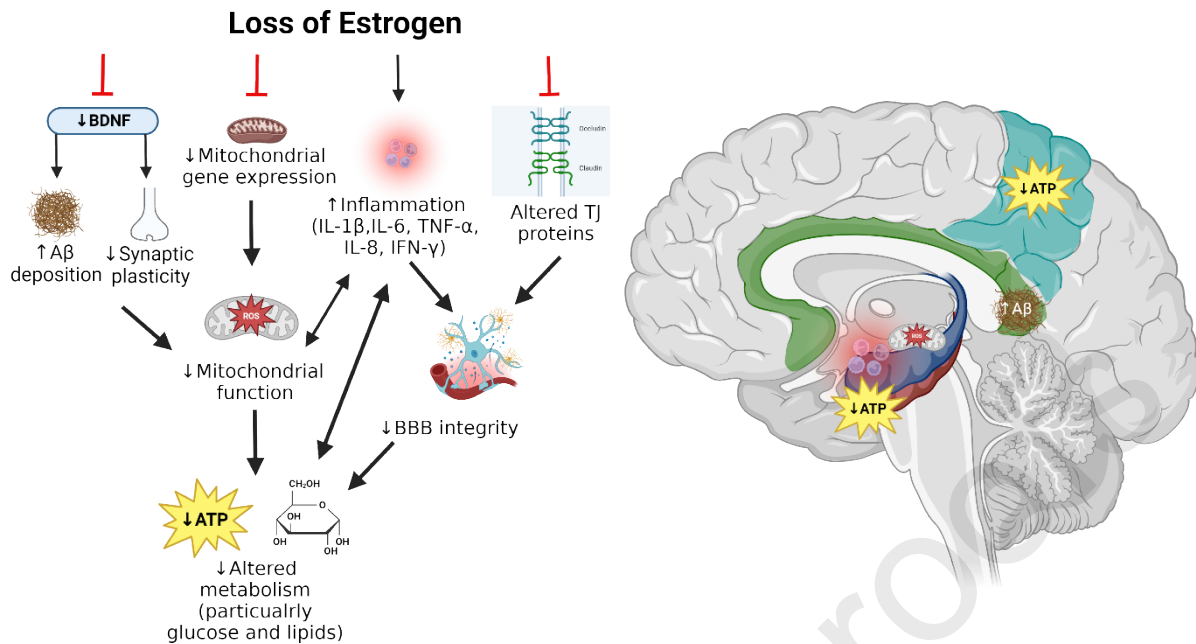 Loss of Estrogen
↓BDNF
↑Aβ
deposition
↓Synaptic
plasticity
↓Mitochondrial
gene expression
↑Inflammation
(IL-1β,IL-6, TNF-α,
IL-8, IFN-γ)
Occludin
Claudin
Altered TJ
proteins
ROS
↓Mitochondrial
function
↓BBB integrity
↓ATP
CH₂OH
O
OH
OH
OH
OH
↓Altered
metabolism
(particualrly
glucose and lipids)
↓ATP
↑Aβ
ROS
↓ATP